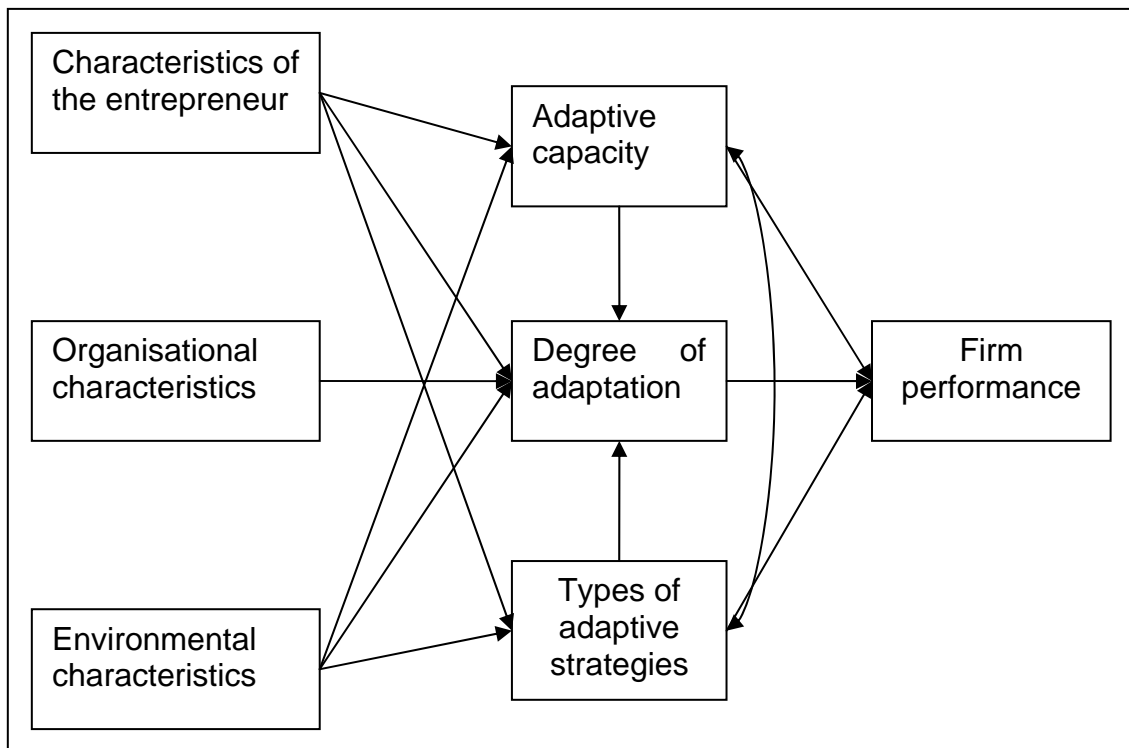 Characteristics of
the entrepreneur
Adaptive
capacity
Organisational
characteristics
Degree of
adaptation
Firm
performance
Environmental
characteristics
Types of
adaptive
strategies